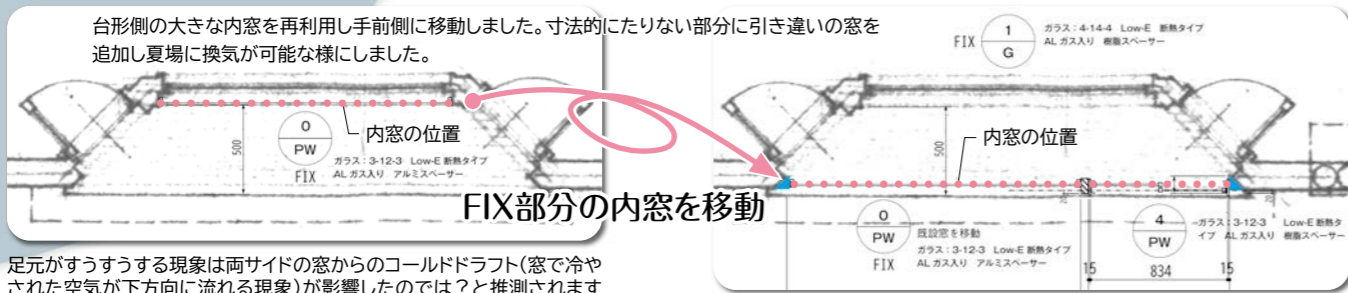 台形側の大きな内窓を再利用し手前側に移動しました。寸法的にたりない部分に引き違いの窓を
追加し夏場に換気が可能な様にしました。
内窓の位置
500
0
PW
FIX
ガラス：3-12-3 Low-E 断熱タイプ
AL ガス入り アルミスペーサー
FIX部分の内窓を移動
FIX
1
G
ガラス：4-14-4 Low-E 断熱タイプ
AL ガス入り 樹脂スペーサー
内窓の位置
500
0
PW
FIX
既設窓を移動
ガラス：3-12-3 Low-E 断熱タイプ
AL ガス入り アルミスペーサー
4
PW
ガラス：3-12-3 Low-E 断熱タ
イプ AL ガス入り 樹脂スペーサー
15
834
15
足元がすうすうする現象は両サイドの窓からのコールドドラフト(窓で冷や
された空気が下方向に流れる現象)が影響したのでは？と推測されます